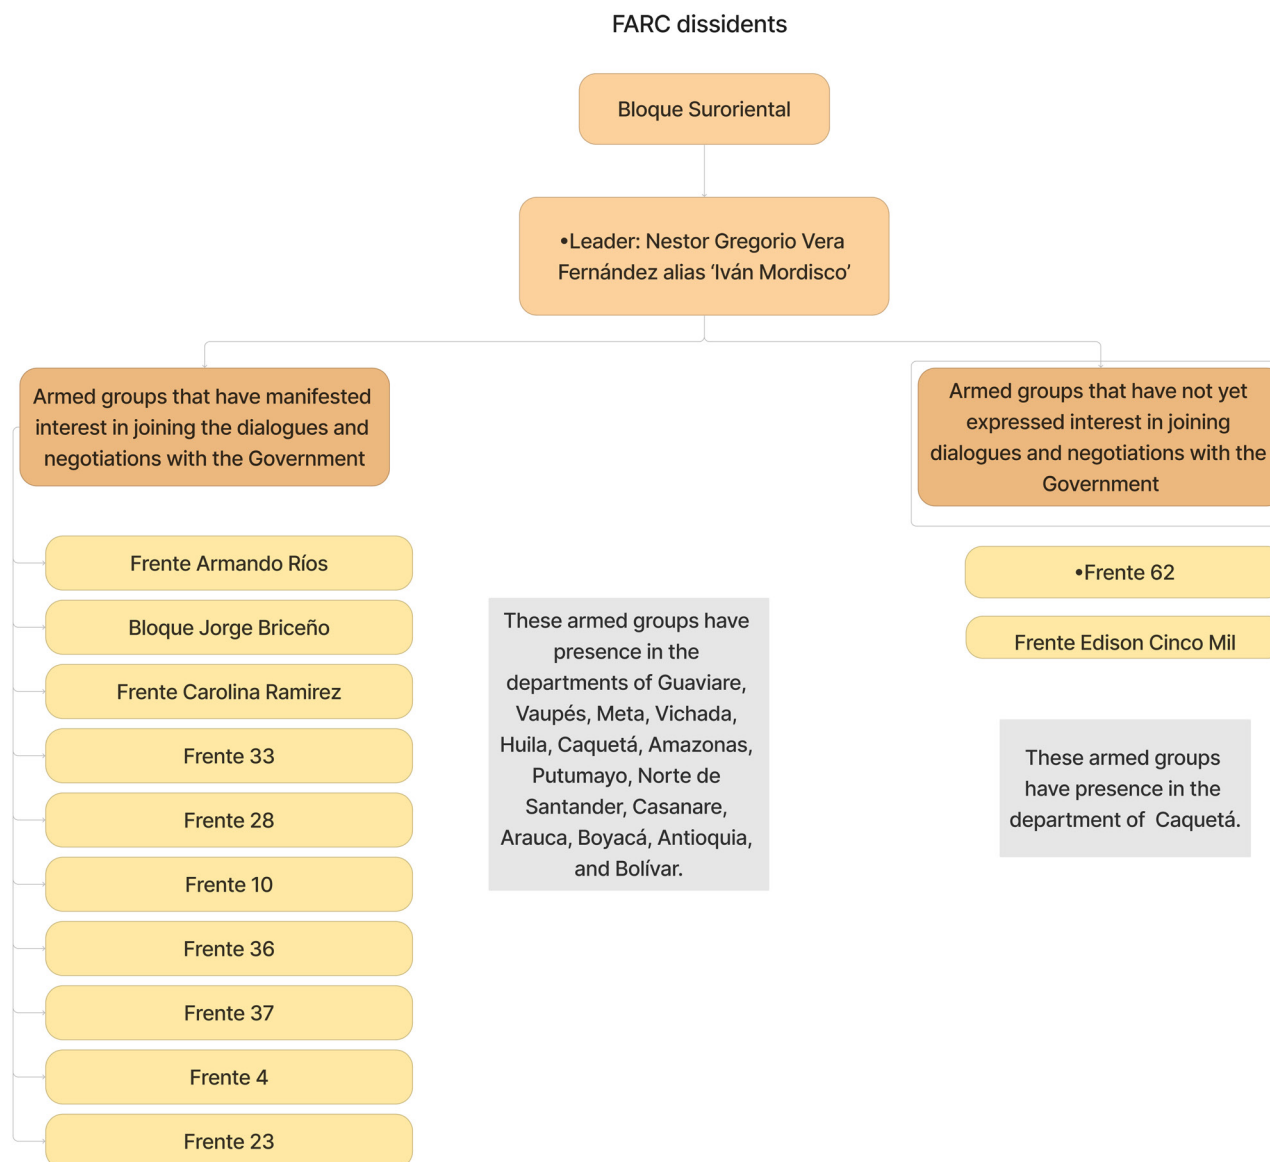 FARC dissidents
Bloque Suroriental
•Leader: Nestor Gregorio Vera
Fernández alias ‘Iván Mordisco’
Armed groups that have manifested
interest in joining the dialogues and
negotiations with the Government
Armed groups that have not yet
expressed interest in joining
dialogues and negotiations with the
Government
Frente Armando Ríos
Bloque Jorge Briceño
Frente Carolina Ramirez
Frente 33
Frente 28
Frente 10
Frente 36
Frente 37
Frente 4
Frente 23
These armed groups have
presence in the
departments of Guaviare,
Vaupés, Meta, Vichada,
Huila, Caquetá, Amazonas,
Putumayo, Norte de
Santander, Casanare,
Arauca, Boyacá, Antioquia,
and Bolívar.
•Frente 62
Frente Edison Cinco Mil
These armed groups
have presence in the
department of  Caquetá.